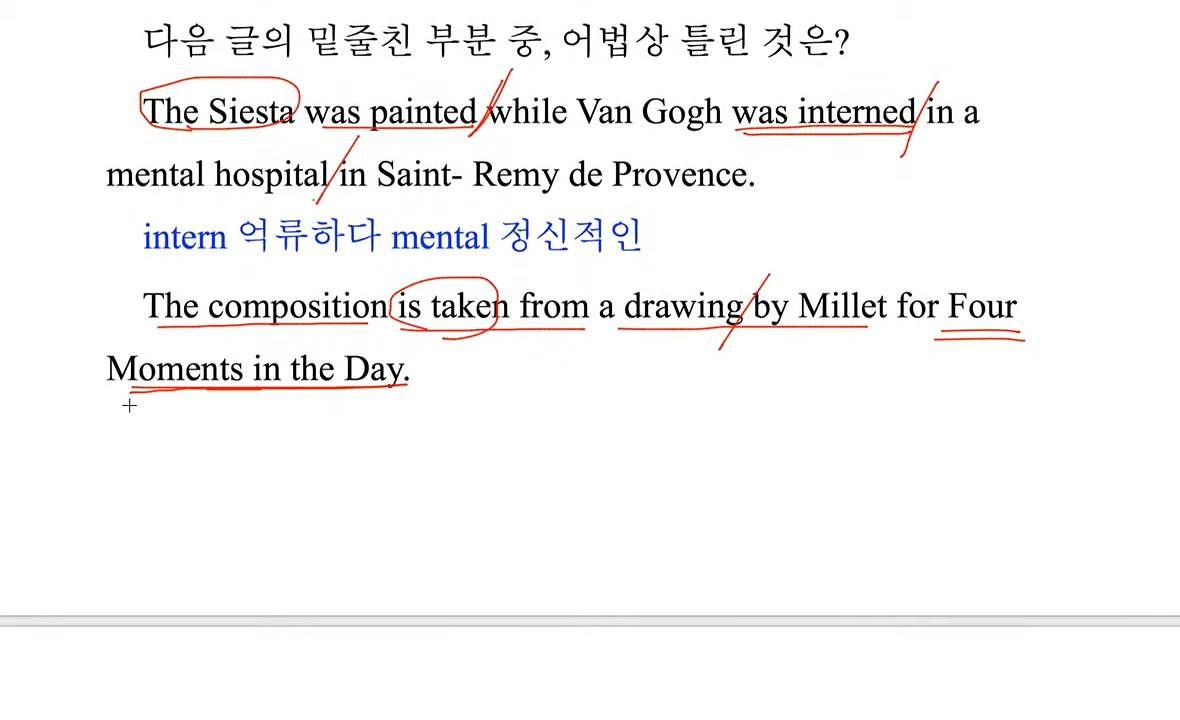 다음 글의 밑줄친 부분 중, 어법상 틀린 것은?
The Siesta was painted while Van Gogh was interned in a
mental hospital in Saint- Remy de Provence.
intern 억류하다 mental 정신적인
The composition is taken from a drawing by Millet for Four
Moments in the Day.